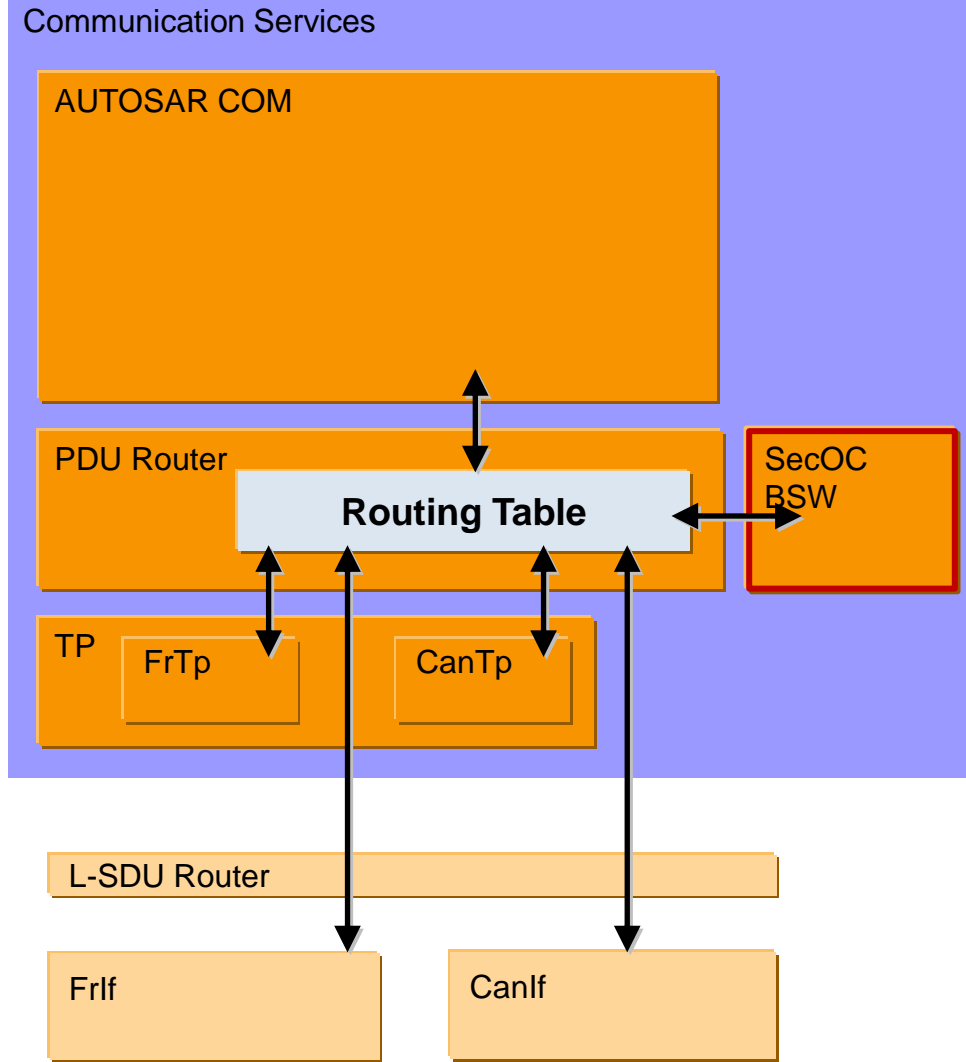 Communication Services
AUTOSAR COM
PDU Router
Routing Table
SecOC
BSW
TP
FrTp
CanTp
L-SDU Router
FrIf
CanIf